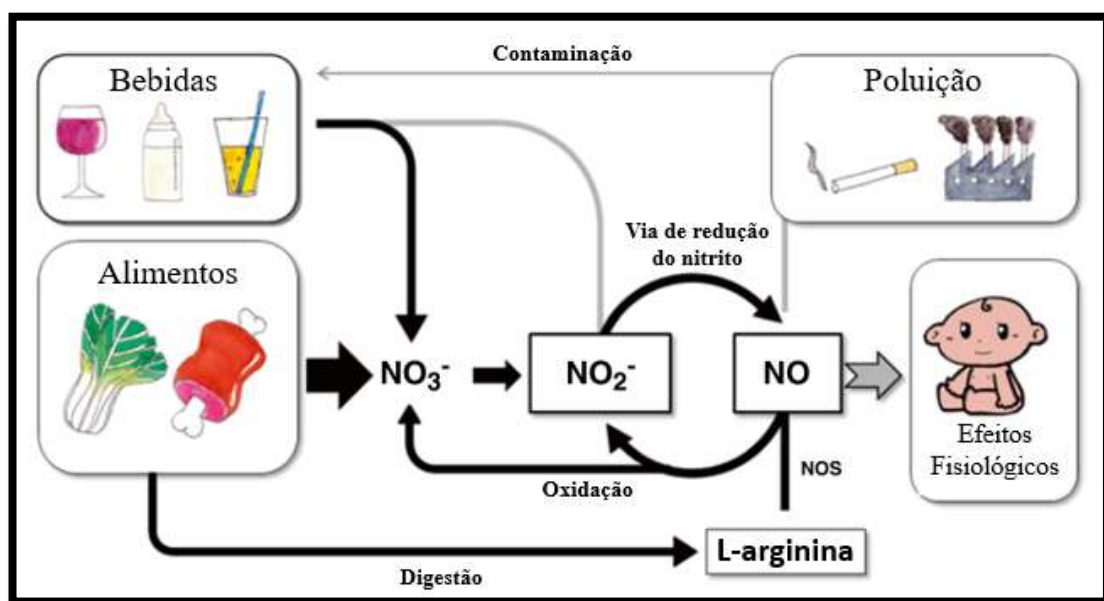 Contaminação
Bebidas
Poluição
Via de redução
do nitrito
Alimentos
NO₃⁻
NO₂⁻
NO
Efeitos
Fisiológicos
NOS
Oxidação
L-arginina
Digestão